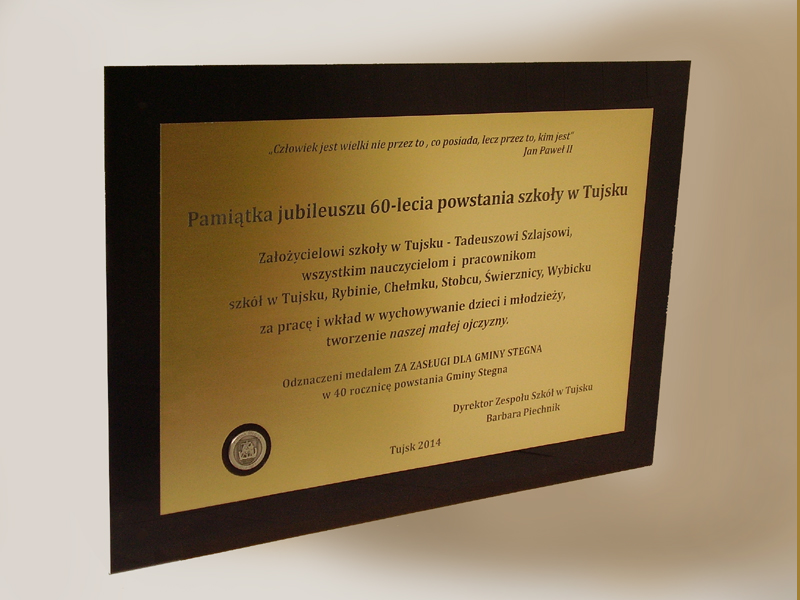 „Człowiek jest wielki nie przez to , co posiada, lecz przez to, kim jest"
Jan Paweł II
Pamiątka jubileuszu 60-lecia powstania szkoły w Tujsku
Założycielowi szkoły w Tujsku - Tadeuszowi Szlajsowi,
wszystkim nauczycielom i pracownikom
szkół w Tujsku, Rybinie, Chełmku, Stobcu, Świerznicy, Wybicku
za pracę i wkład w wychowywanie dzieci i młodzieży,
tworzenie naszej małej ojczyzny.
Odznaczeni medalem ZA ZASŁUGI DLA GMINY STEGNA
w 40 rocznicę powstania Gminy Stegna
Dyrektor Zespołu Szkół w Tujsku
Barbara Piechnik
Tujsk 2014